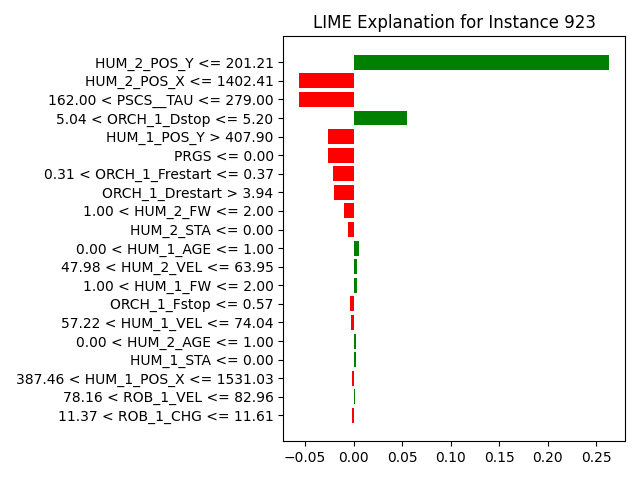 LIME Explanation for Instance 923
HUM_2_POS_Y <= 201.21
HUM_2_POS_X <= 1402.41
162.00 < PSCS__TAU <= 279.00
5.04 < ORCH_1_Dstop <= 5.20
HUM_1_POS_Y > 407.90
PRGS <= 0.00
0.31 < ORCH_1_Frestart <= 0.37
ORCH_1_Drestart > 3.94
1.00 < HUM_2_FW <= 2.00
HUM_2_STA <= 0.00
0.00 < HUM_1_AGE <= 1.00
47.98 < HUM_2_VEL <= 63.95
1.00 < HUM_1_FW <= 2.00
ORCH_1_Fstop <= 0.57
57.22 < HUM_1_VEL <= 74.04
0.00 < HUM_2_AGE <= 1.00
HUM_1_STA <= 0.00
387.46 < HUM_1_POS_X <= 1531.03
78.16 < ROB_1_VEL <= 82.96
11.37 < ROB_1_CHG <= 11.61
−0.05 0.00 0.05 0.10 0.15 0.20 0.25